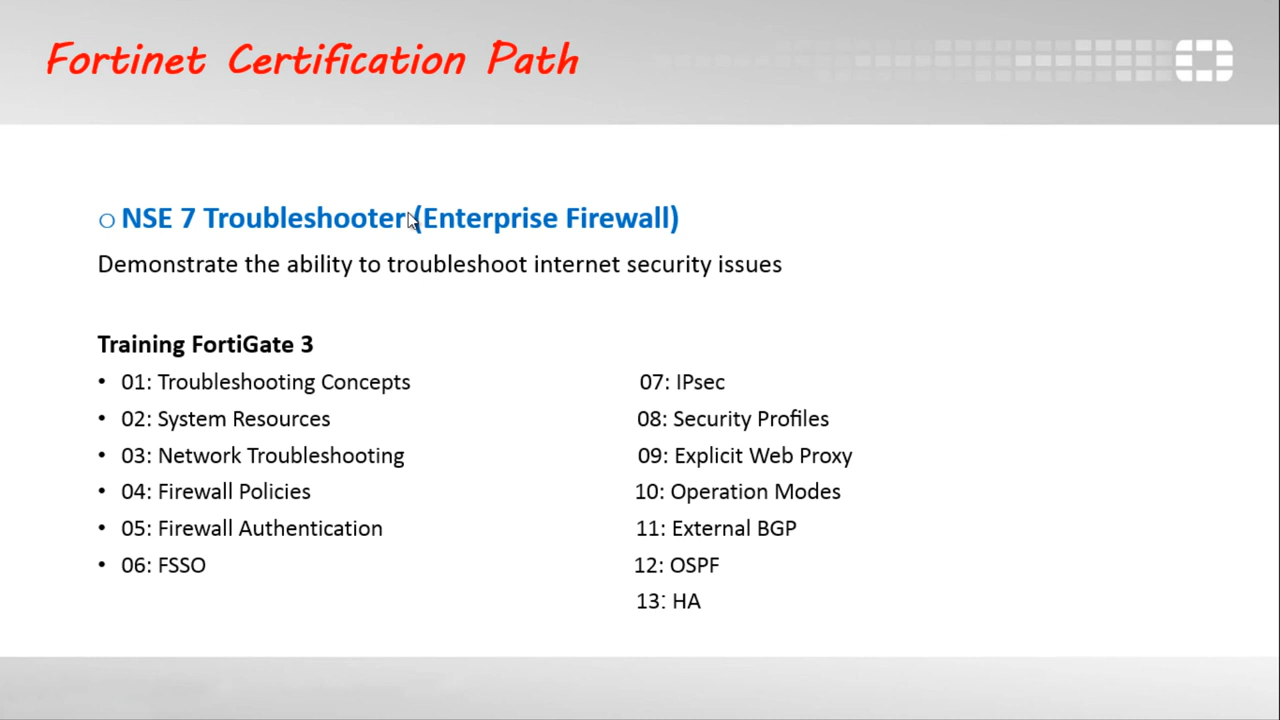 Fortinet Certification Path
○ NSE 7 Troubleshooter (Enterprise Firewall)
Demonstrate the ability to troubleshoot internet security issues
Training FortiGate 3
• 01: Troubleshooting Concepts
• 02: System Resources
• 03: Network Troubleshooting
• 04: Firewall Policies
• 05: Firewall Authentication
• 06: FSSO
07: IPsec
08: Security Profiles
09: Explicit Web Proxy
10: Operation Modes
11: External BGP
12: OSPF
13: HA